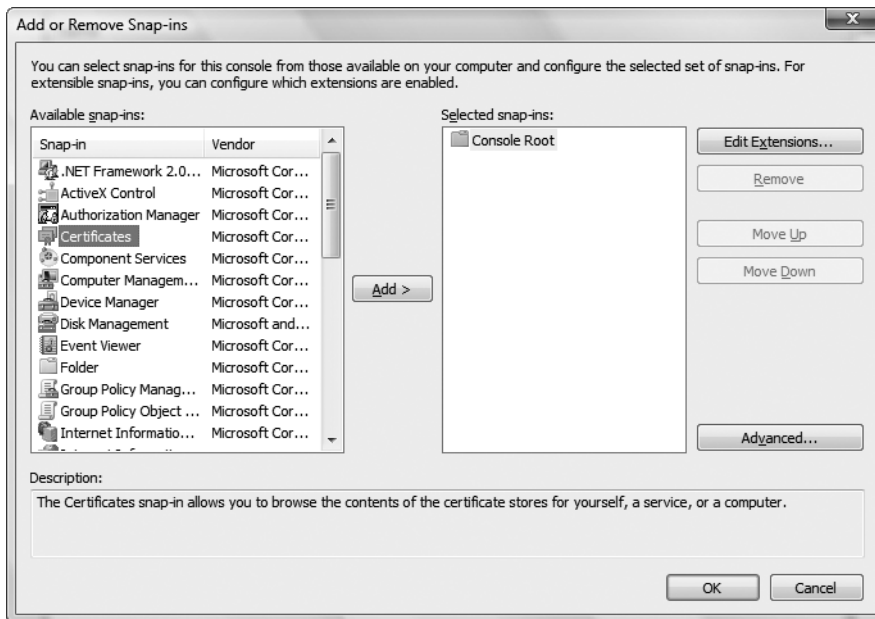 Add or Remove Snap-ins
You can select snap-ins for this console from those available on your computer and configure the selected set of snap-ins. For
extensible snap-ins, you can configure which extensions are enabled.
Available snap-ins:
Selected snap-ins:
Snap-in Vendor
.NET Framework 2.0... Microsoft Cor...
ActiveX Control Microsoft Cor...
Authorization Manager Microsoft Cor...
Certificates Microsoft Cor...
Component Services Microsoft Cor...
Computer Managem... Microsoft Cor...
Device Manager Microsoft Cor...
Disk Management Microsoft and...
Event Viewer Microsoft Cor...
Folder Microsoft Cor...
Group Policy Manag... Microsoft Cor...
Group Policy Object ... Microsoft Cor...
Internet Informatio... Microsoft Cor...
Add >
Console Root
Edit Extensions...
Remove
Move Up
Move Down
Advanced...
Description:
The Certificates snap-in allows you to browse the contents of the certificate stores for yourself, a service, or a computer.
OK
Cancel